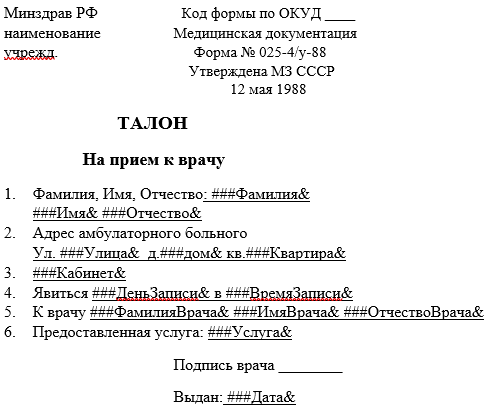 Минздрав РФ Код формы по ОКУД ____
наименование Медицинская документация
учрежд. Форма № 025-4/у-88
Утверждена МЗ СССР
12 мая 1988
ТАЛОН
На прием к врачу
1. Фамилия, Имя, Отчество: ###Фамилия&
###Имя& ###Отчество&
2. Адрес амбулаторного больного
Ул. ###Улица& д.###дом& кв.###Квартира&
3. ###Кабинет&
4. Явиться ###ДеньЗаписи& в ###ВремяЗаписи&
5. К врачу ###ФамилияВрача& ###ИмяВрача& ###ОтчествоВрача&
6. Предоставленная услуга: ###Услуга&
Подпись врача ________
Выдан: ###Дата&